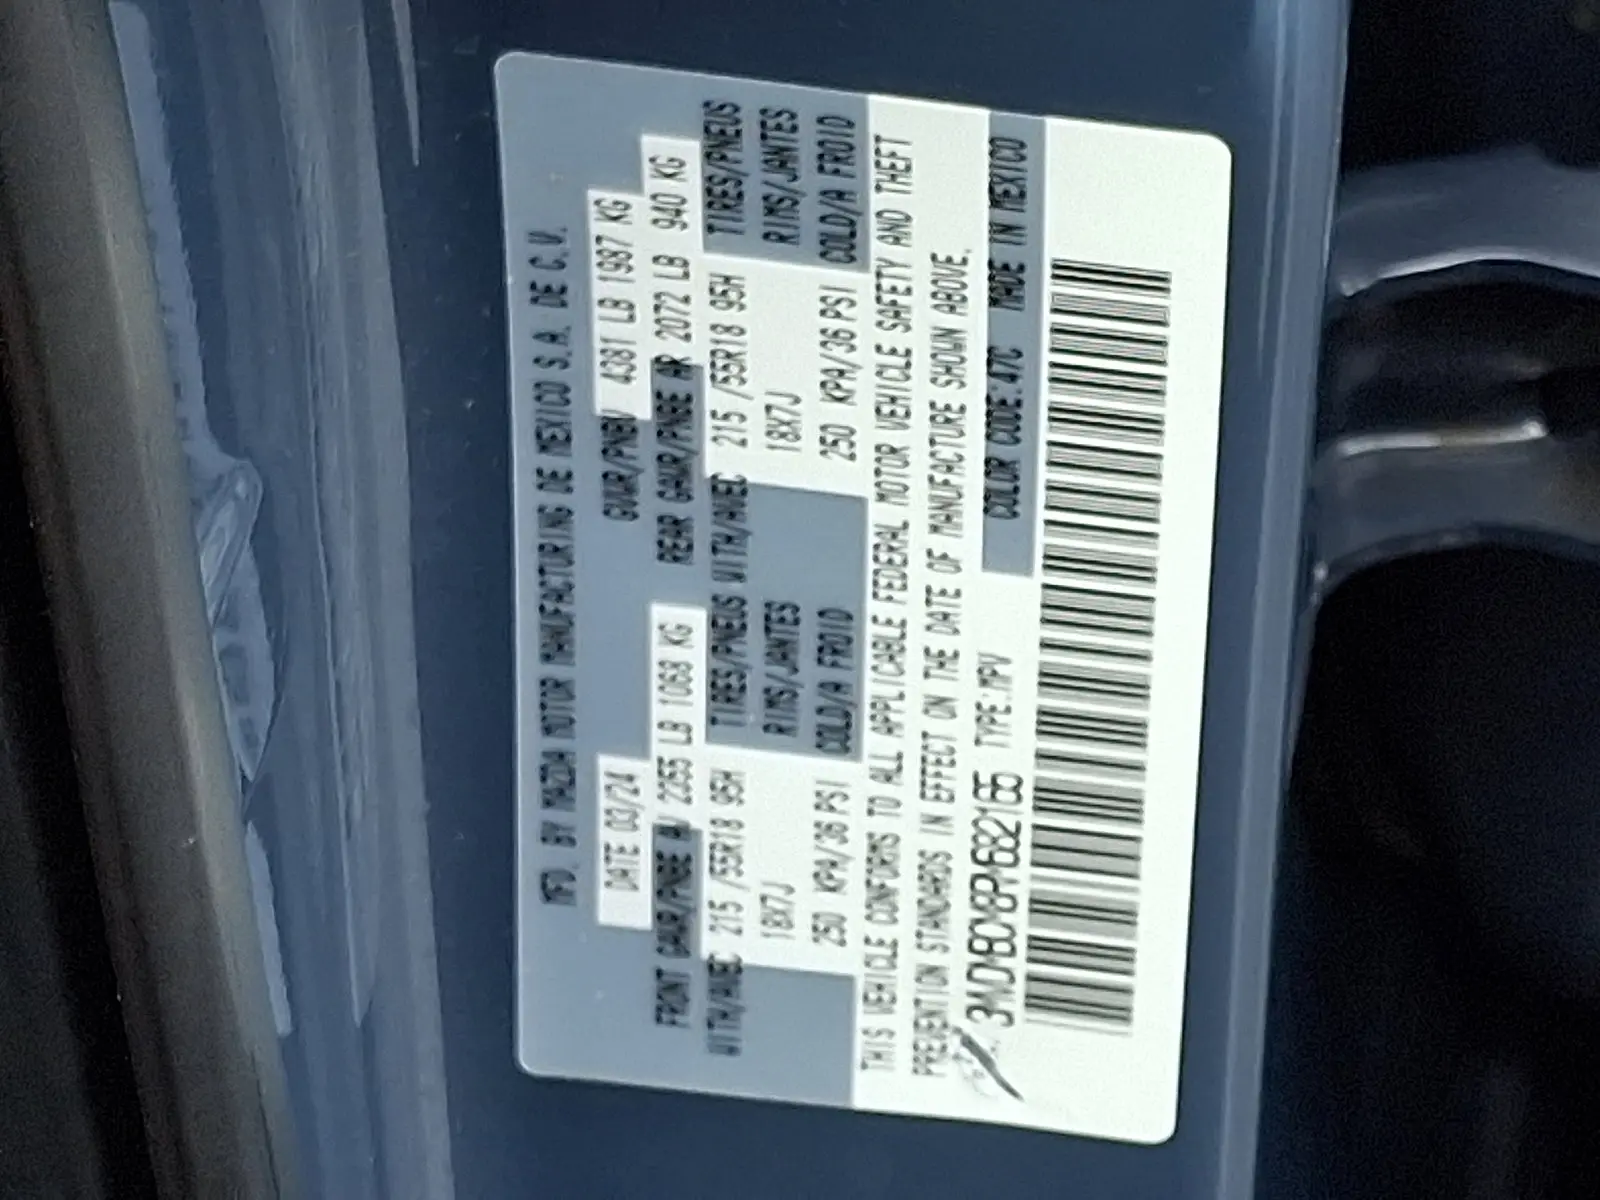 MFD. BY MAZDA MOTOR MANUFACTURING DE MEXICO S.A. DE C.V.
DATE 03/24 GVWR/PNBV 4381 LB 1987 KG
FRONT GAWR/PNBE AV 2355 LB 1068 KG REAR GAWR/PNBE AR 2072 LB 940 KG
WITH/AVEC 215 /55R18 95H TIRES/PNEUS WITH/AVEC 215 /55R18 95H TIRES/PNEUS
18X7J RIMS/JANTES 18X7J RIMS/JANTES
250 KPA/36 PSI COLD/A FROID 250 KPA/36 PSI COLD/A FROID
THIS VEHICLE CONFORMS TO ALL APPLICABLE FEDERAL MOTOR VEHICLE SAFETY AND THEFT
PREVENTION STANDARDS IN EFFECT ON THE DATE OF MANUFACTURE SHOWN ABOVE.
TYPE:MPV COLOR CODE:47C MADE IN MEXICO